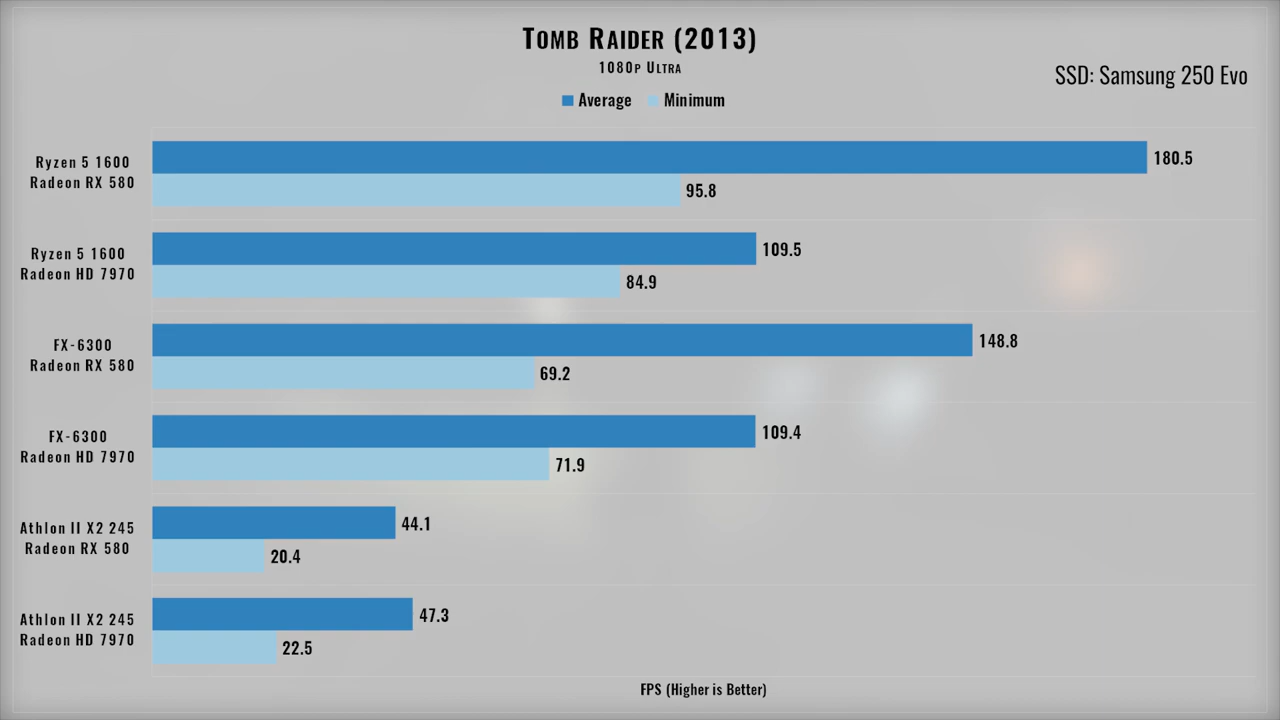 Tomb Raider (2013)
1080p Ultra
SSD: Samsung 250 Evo
Average Minimum
Ryzen 5 1600
Radeon RX 580
180.5
95.8
Ryzen 5 1600
Radeon HD 7970
109.5
84.9
FX-6300
Radeon RX 580
148.8
69.2
FX-6300
Radeon HD 7970
109.4
71.9
Athlon II X2 245
Radeon RX 580
44.1
20.4
Athlon II X2 245
Radeon HD 7970
47.3
22.5
FPS (Higher is Better)